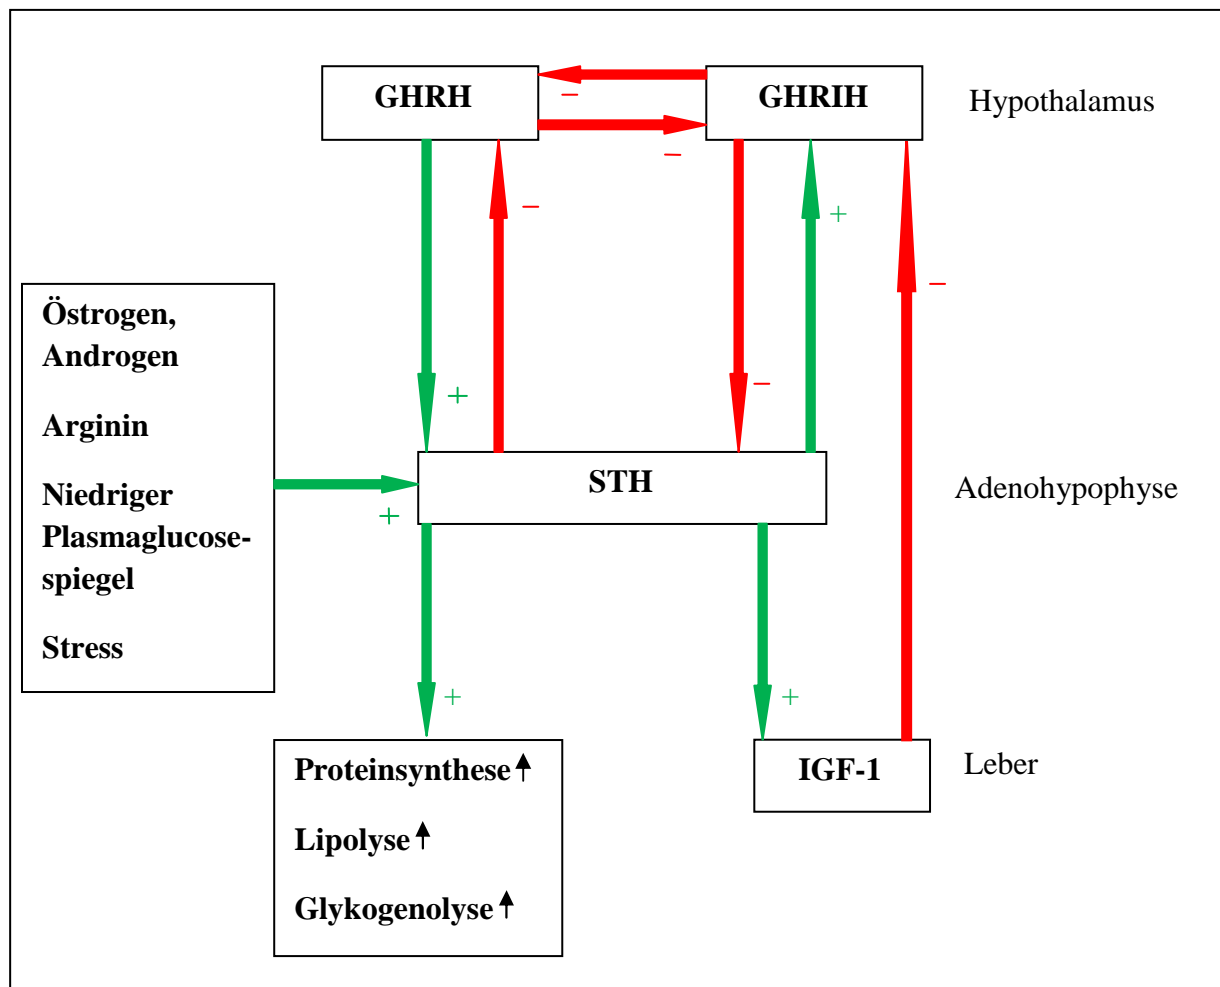 GHRH
GHRIH
Hypothalamus
−
−
−
+
−
+
−
Östrogen,
Androgen
Arginin
Niedriger
Plasmaglucose-
spiegel
Stress
+
STH
Adenohypophyse
+
+
Proteinsynthese
Lipolyse
Glykogenolyse
IGF-1
Leber